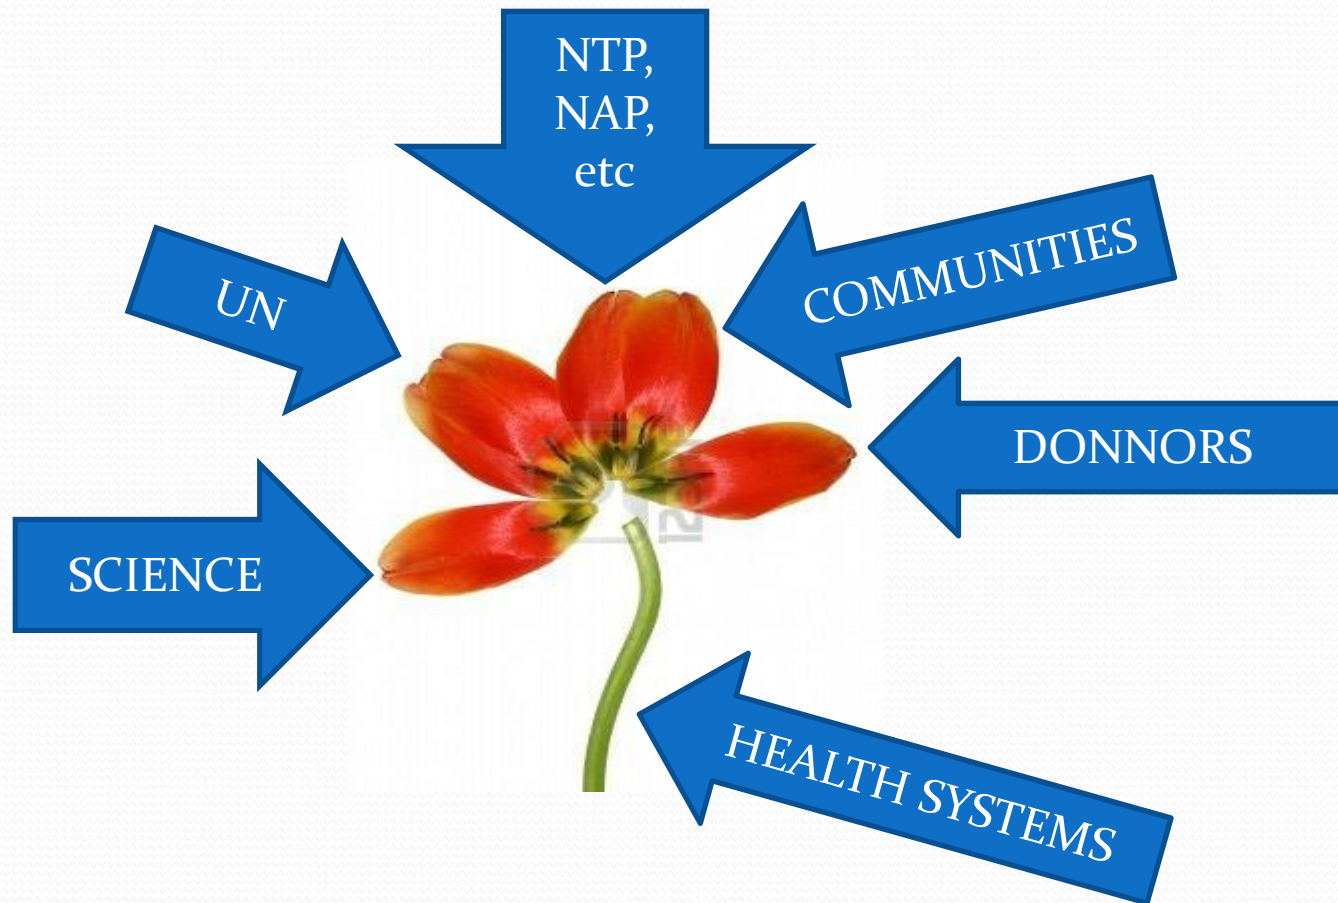 NTP,
NAP,
etc
UN
COMMUNITIES
DONNORS
SCIENCE
HEALTH SYSTEMS